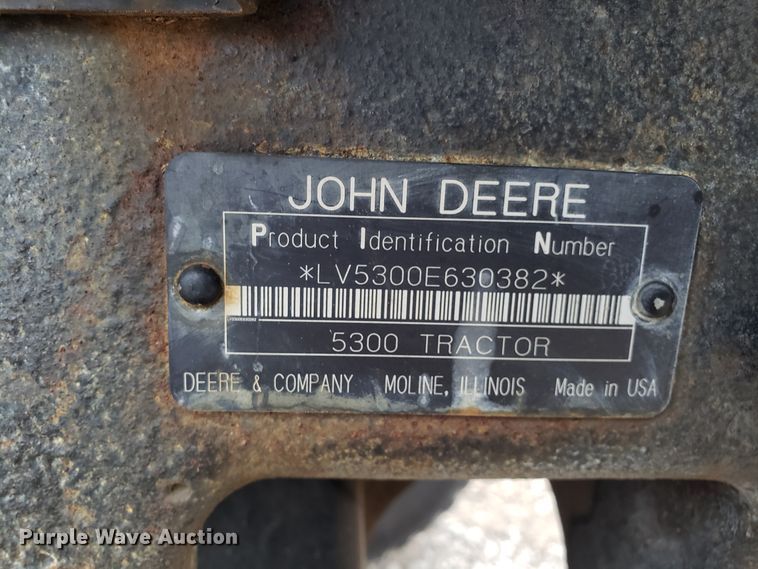 JOHN DEERE
Product Identification Number
*LV5300E630382*
5300 TRACTOR
DEERE & COMPANY MOLINE, ILLINOIS Made in USA
Purple Wave Auction